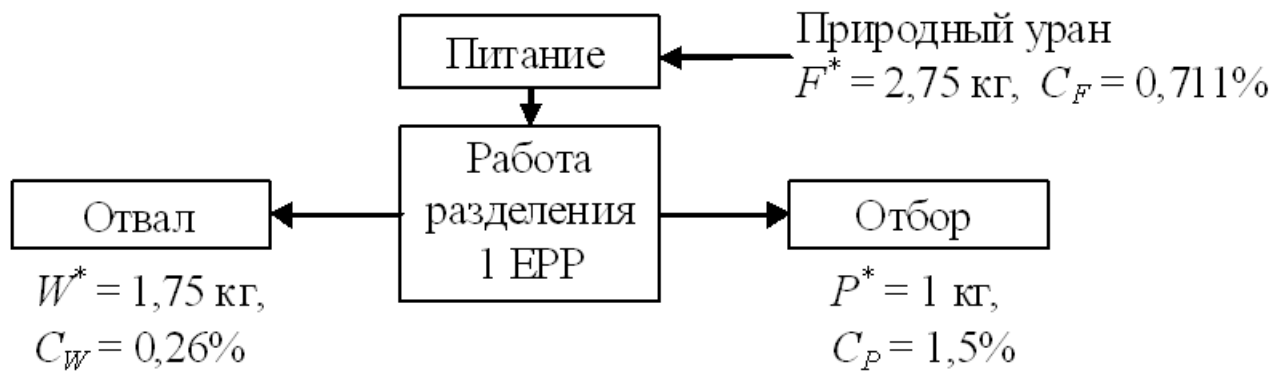 Питание
Природный уран
F* = 2,75 кг, C_F = 0,711%
Работа
разделения
1 ЕРР
Отвал
Отбор
W* = 1,75 кг,
C_W = 0,26%
P* = 1 кг,
C_P = 1,5%